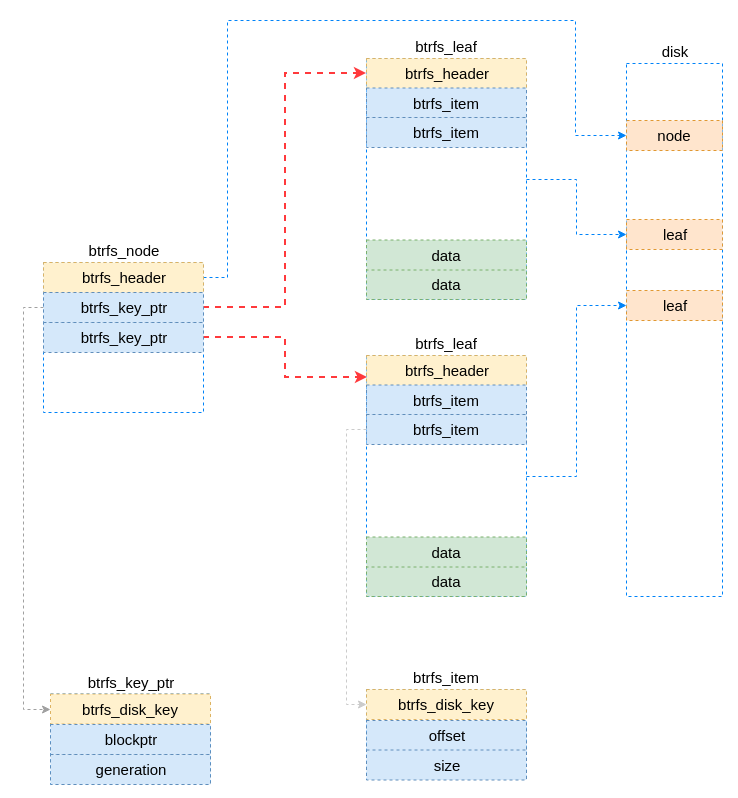 btrfs_leaf
btrfs_header
btrfs_item
btrfs_item
data
data
disk
node
leaf
leaf
btrfs_node
btrfs_header
btrfs_key_ptr
btrfs_key_ptr
btrfs_leaf
btrfs_header
btrfs_item
btrfs_item
data
data
btrfs_key_ptr
btrfs_disk_key
blockptr
generation
btrfs_item
btrfs_disk_key
offset
size